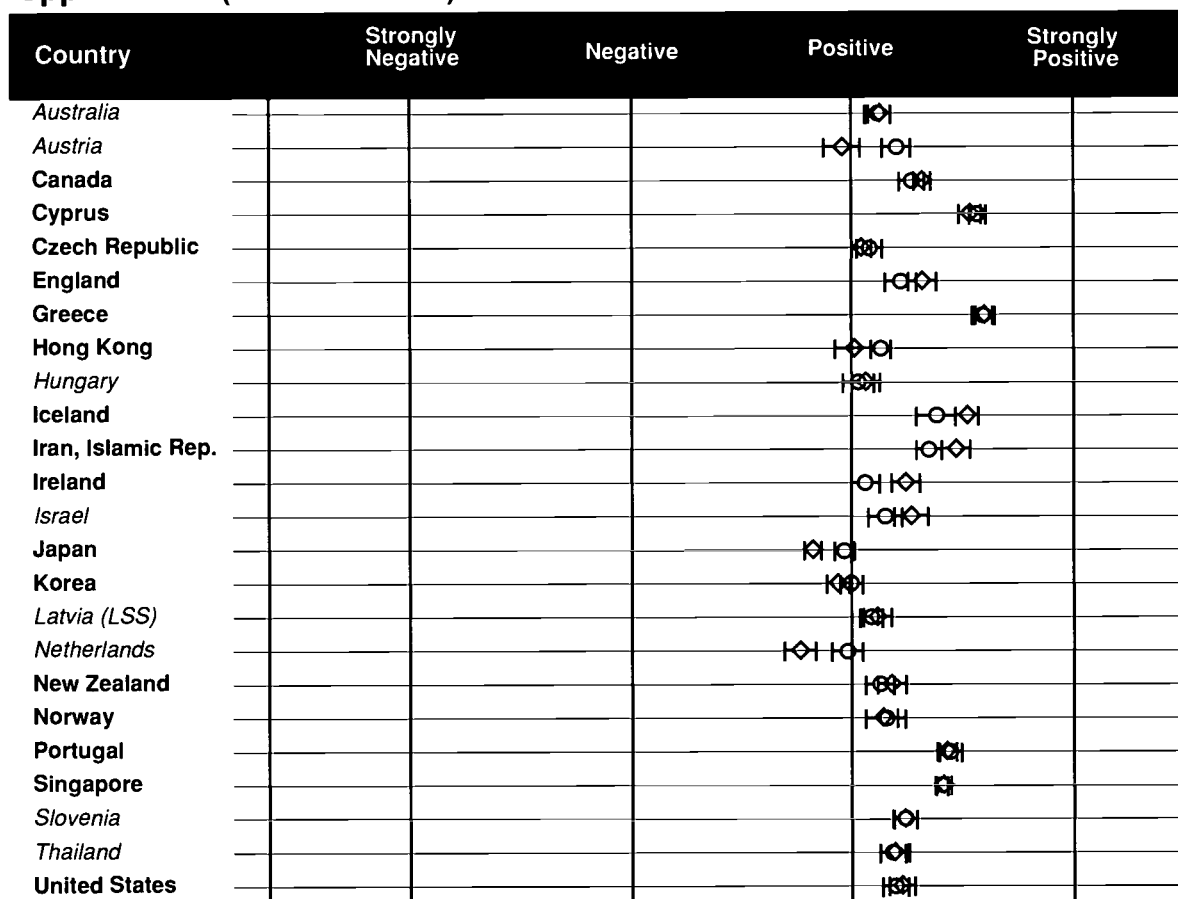 Country
Strongly Negative
Negative
Positive
Strongly Positive
Australia
Austria
Canada
Cyprus
Czech Republic
England
Greece
Hong Kong
Hungary
Iceland
Iran, Islamic Rep.
Ireland
Israel
Japan
Korea
Latvia (LSS)
Netherlands
New Zealand
Norway
Portugal
Singapore
Slovenia
Thailand
United States